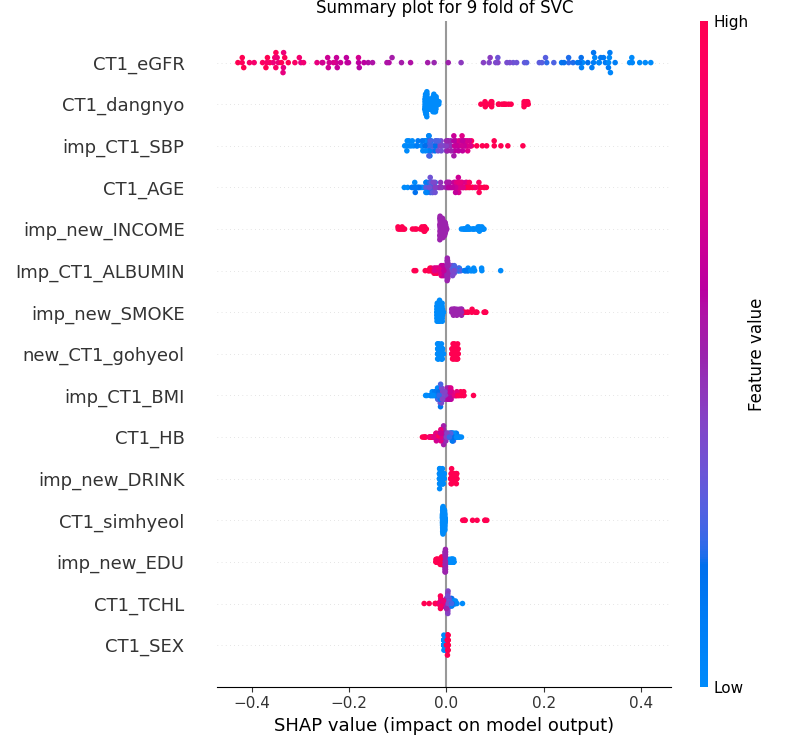 Summary plot for 9 fold of SVC
High
CT1_eGFR
CT1_dangnyo
imp_CT1_SBP
CT1_AGE
imp_new_INCOME
Imp_CT1_ALBUMIN
imp_new_SMOKE
new_CT1_gohyeol
imp_CT1_BMI
CT1_HB
imp_new_DRINK
CT1_simhyeol
imp_new_EDU
CT1_TCHL
CT1_SEX
Feature value
Low
−0.4 −0.2 0.0 0.2 0.4
SHAP value (impact on model output)